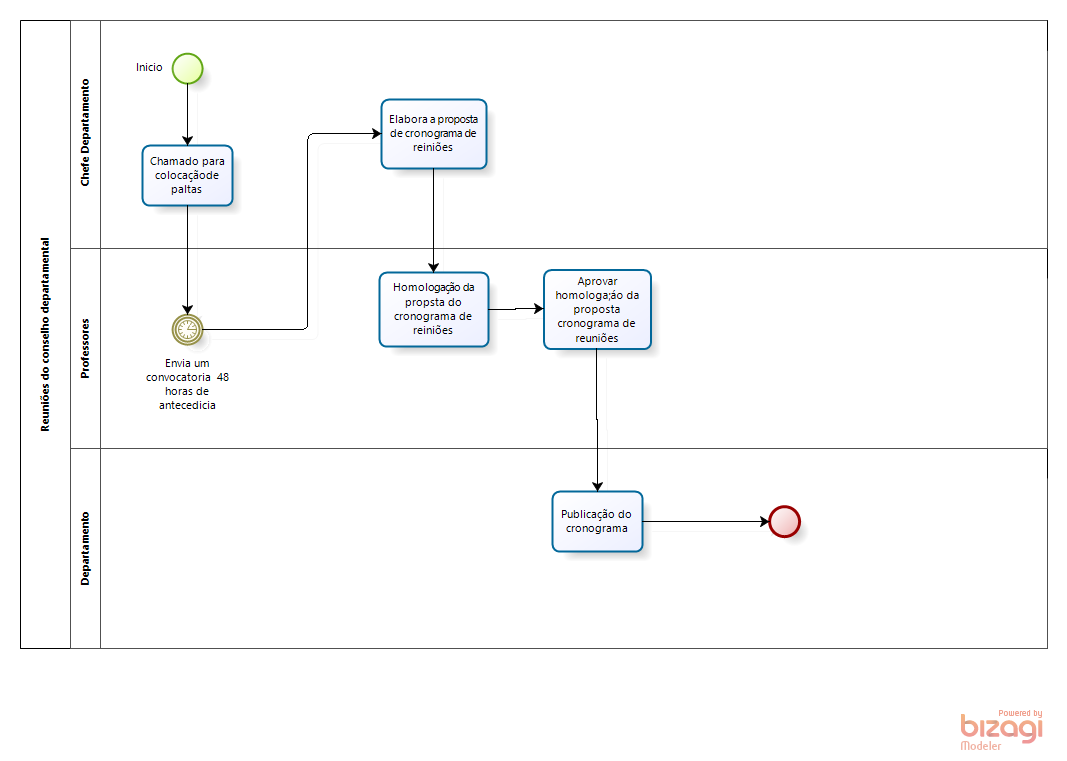 Reuniões do conselho departamental
Chefe Departamento
Inicio
Chamado para
colocaçãode
paltas
Elabora a proposta
de cronograma de
reiniões
Professores
Envia um
convocatoria 48
horas de
antecedicia
Homologação da
propsta do
cronograma de
reiniões
Aprovar
homologa;áo da
proposta
cronograma de
reuniões
Departamento
Publicação do
cronograma
Powered by
bizagi
Modeler